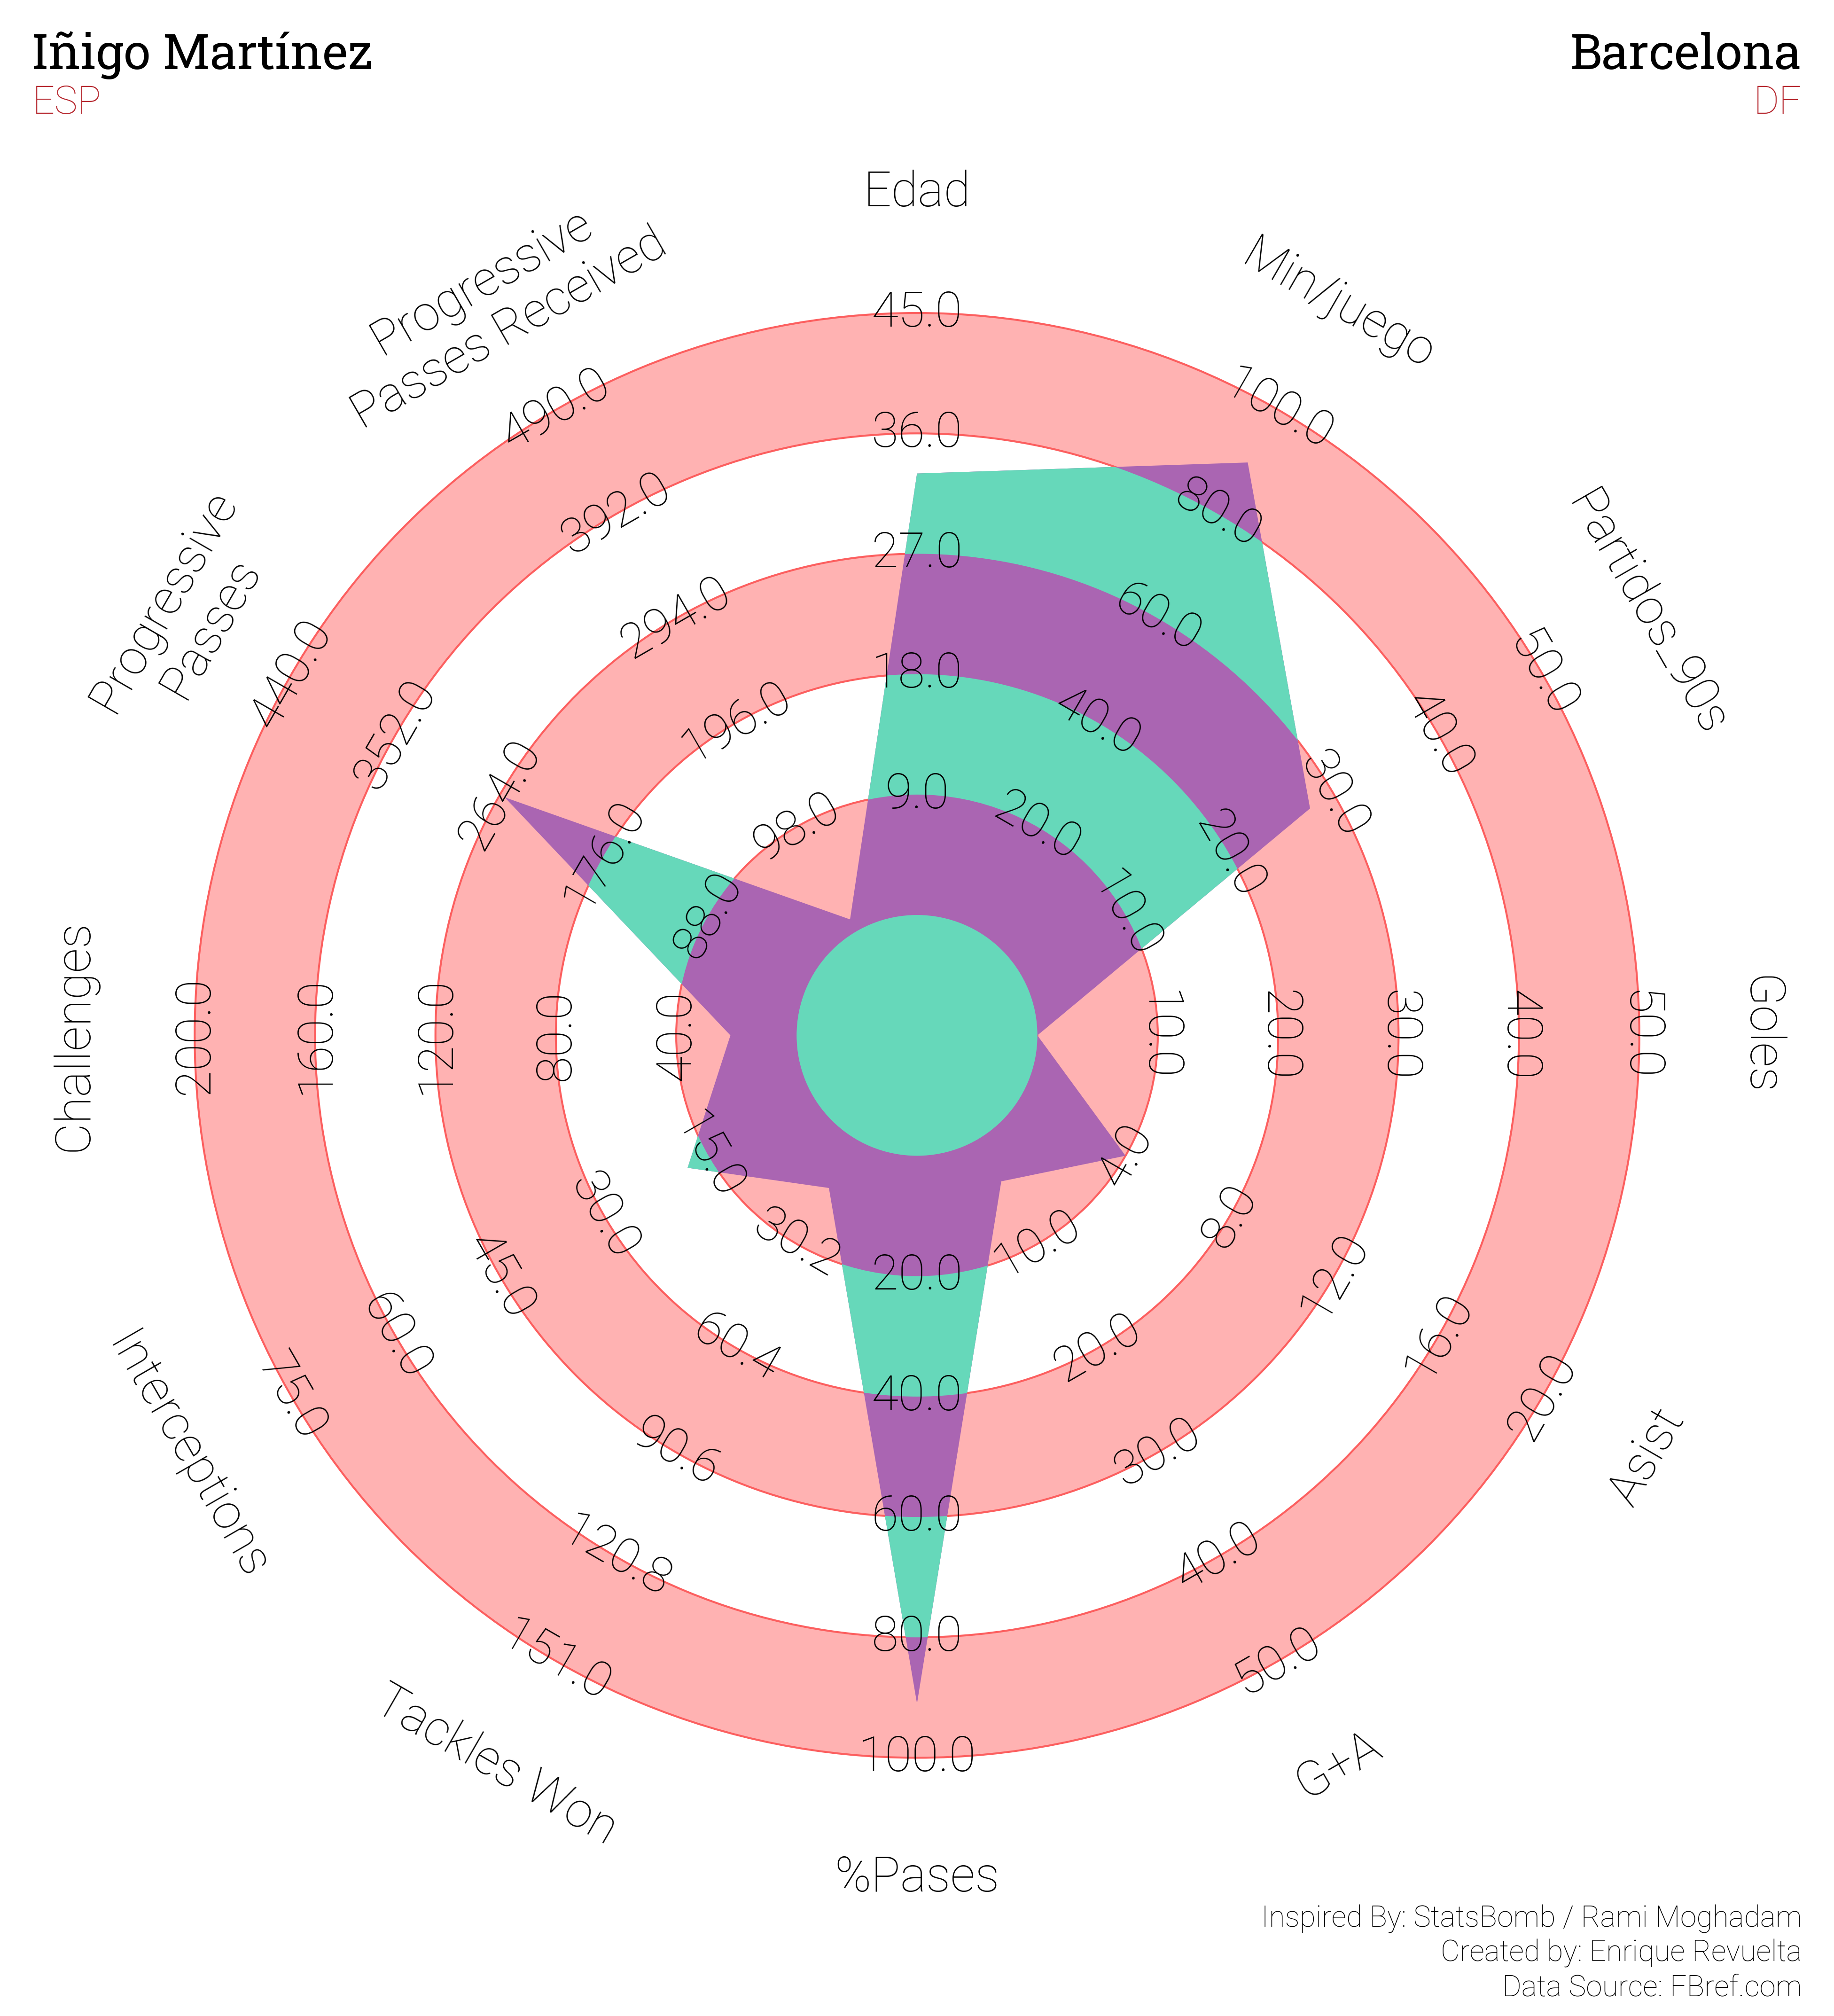 Iñigo Martínez
ESP
Barcelona
DF
Edad
45.0
36.0
27.0
18.0
9.0
Min/juego
100.0
80.0
60.0
40.0
20.0
Partidos_90s
50.0
40.0
30.0
20.0
10.0
Goles
50.0
40.0
30.0
20.0
10.0
Asist
20.0
16.0
12.0
8.0
4.0
G+A
50.0
40.0
30.0
20.0
10.0
%Pases
100.0
80.0
60.0
40.0
20.0
Tackles Won
151.0
120.8
90.6
60.4
30.2
Interceptions
75.0
60.0
45.0
30.0
15.0
Challenges
200.0
160.0
120.0
80.0
40.0
Progressive
Passes
440.0
352.0
264.0
176.0
88.0
Progressive
Passes Received
490.0
392.0
294.0
196.0
98.0
Inspired By: StatsBomb / Rami Moghadam
Created by: Enrique Revuelta
Data Source: FBref.com